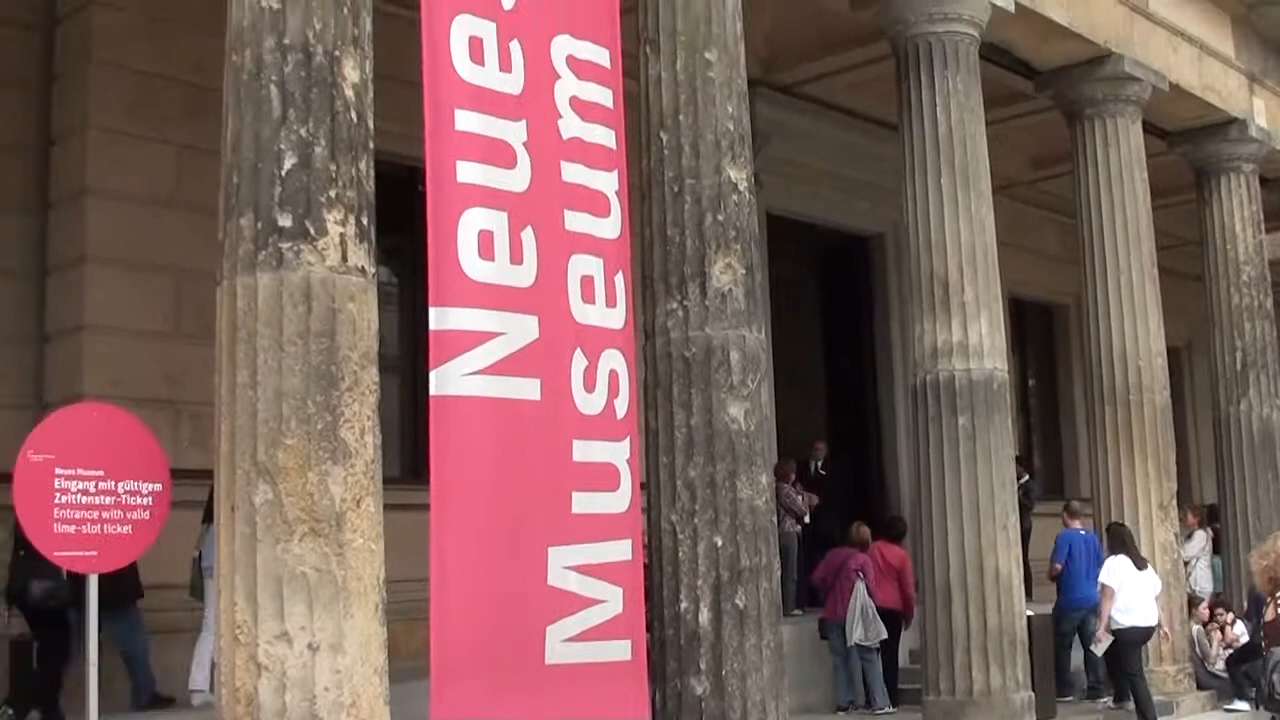 Neues
Museum
Neues Museum
Eingang mit gültigem
Zeitfenster-Ticket
Entrance with valid
time-slot ticket